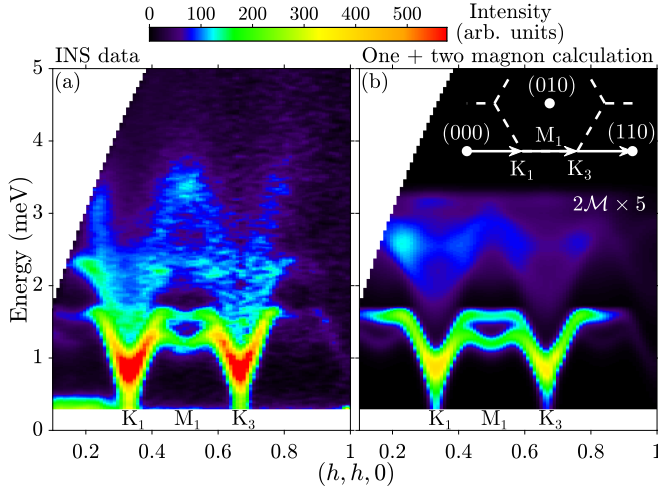 0 100 200 300 400 500 Intensity
(arb. units)
INS data One + two magnon calculation
(a) (b)
(010)
(000) M₁ (110)
K₁ K₃
2ℳ × 5
Energy (meV)
5
4
3
2
1
0
K₁ M₁ K₃ K₁ M₁ K₃
0.2 0.4 0.6 0.8 1 0.2 0.4 0.6 0.8 1
(h, h, 0)